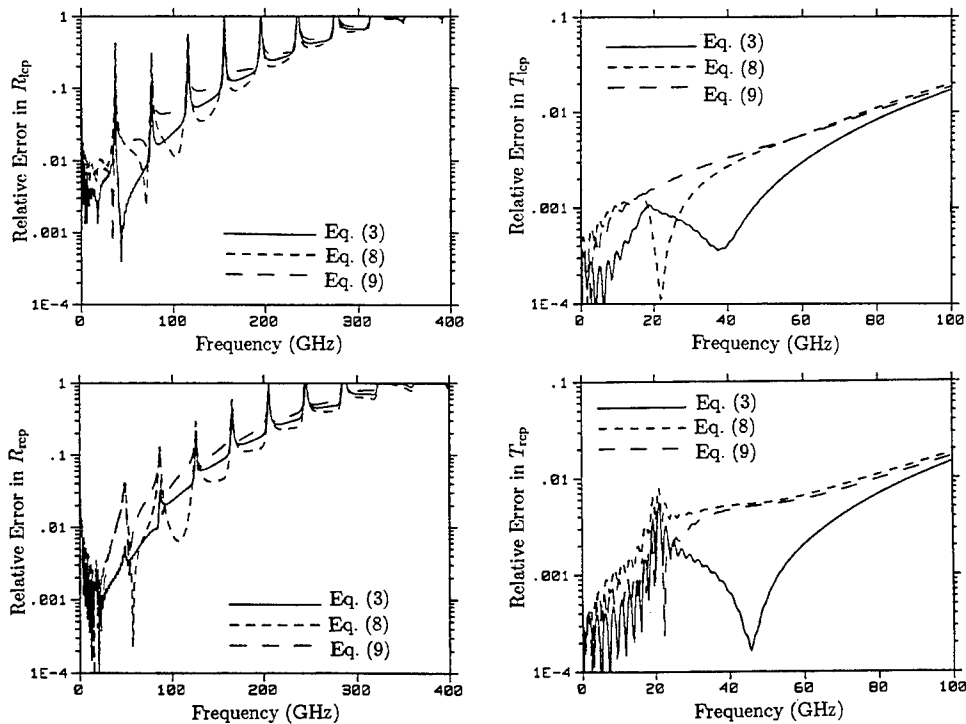 1
.1
.01
.001
1E-4
Relative Error in R_lcp
Eq. (3)
Eq. (8)
Eq. (9)
0 100 200 300 400
Frequency (GHz)
.1
.01
.001
1E-4
Relative Error in T_lcp
Eq. (3)
Eq. (8)
Eq. (9)
0 20 40 60 80 100
Frequency (GHz)
1
.1
.01
.001
1E-4
Relative Error in R_rcp
Eq. (3)
Eq. (8)
Eq. (9)
0 100 200 300 400
Frequency (GHz)
.1
.01
.001
1E-4
Relative Error in T_rcp
Eq. (3)
Eq. (8)
Eq. (9)
0 20 40 60 80 100
Frequency (GHz)